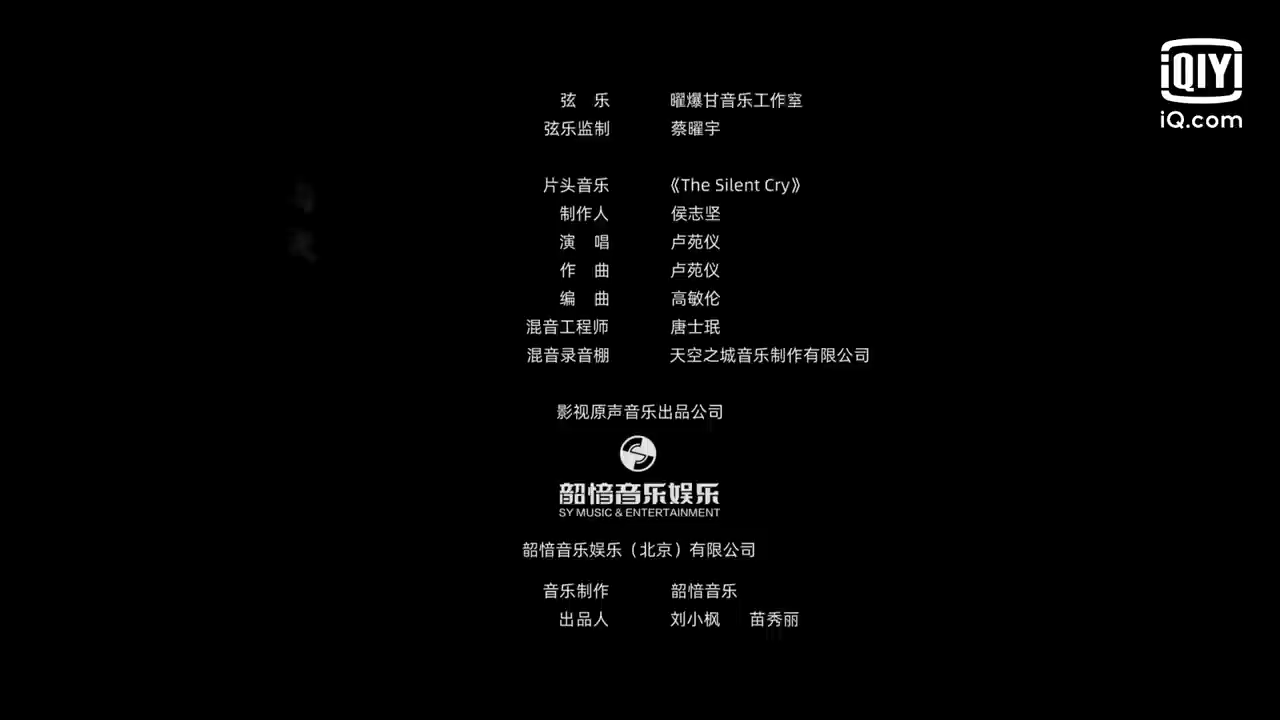 iQIYI
iQ.com
弦 乐 曜爆甘音乐工作室
弦乐监制 蔡曜宇
片头音乐 《The Silent Cry》
制作人 侯志坚
演 唱 卢苑仪
作 曲 卢苑仪
编 曲 高敏伦
混音工程师 唐士珉
混音录音棚 天空之城音乐制作有限公司
影视原声音乐出品公司
韶愔音乐娱乐
SY MUSIC & ENTERTAINMENT
韶愔音乐娱乐（北京）有限公司
音乐制作 韶愔音乐
出品人 刘小枫 苗秀丽